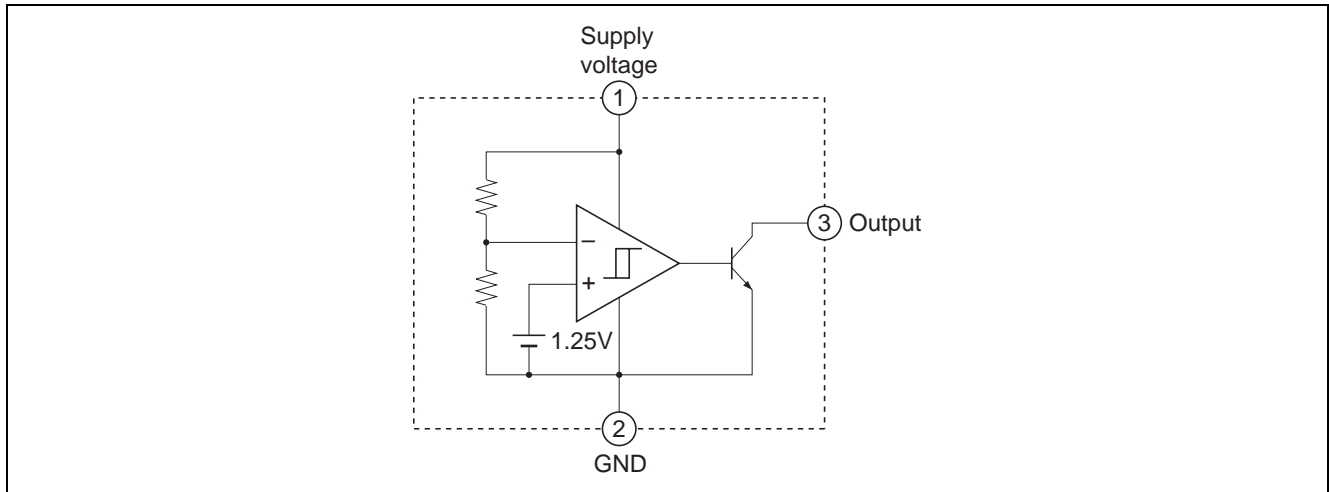 Supply
voltage
1
3 Output
−
+
1.25V
2
GND